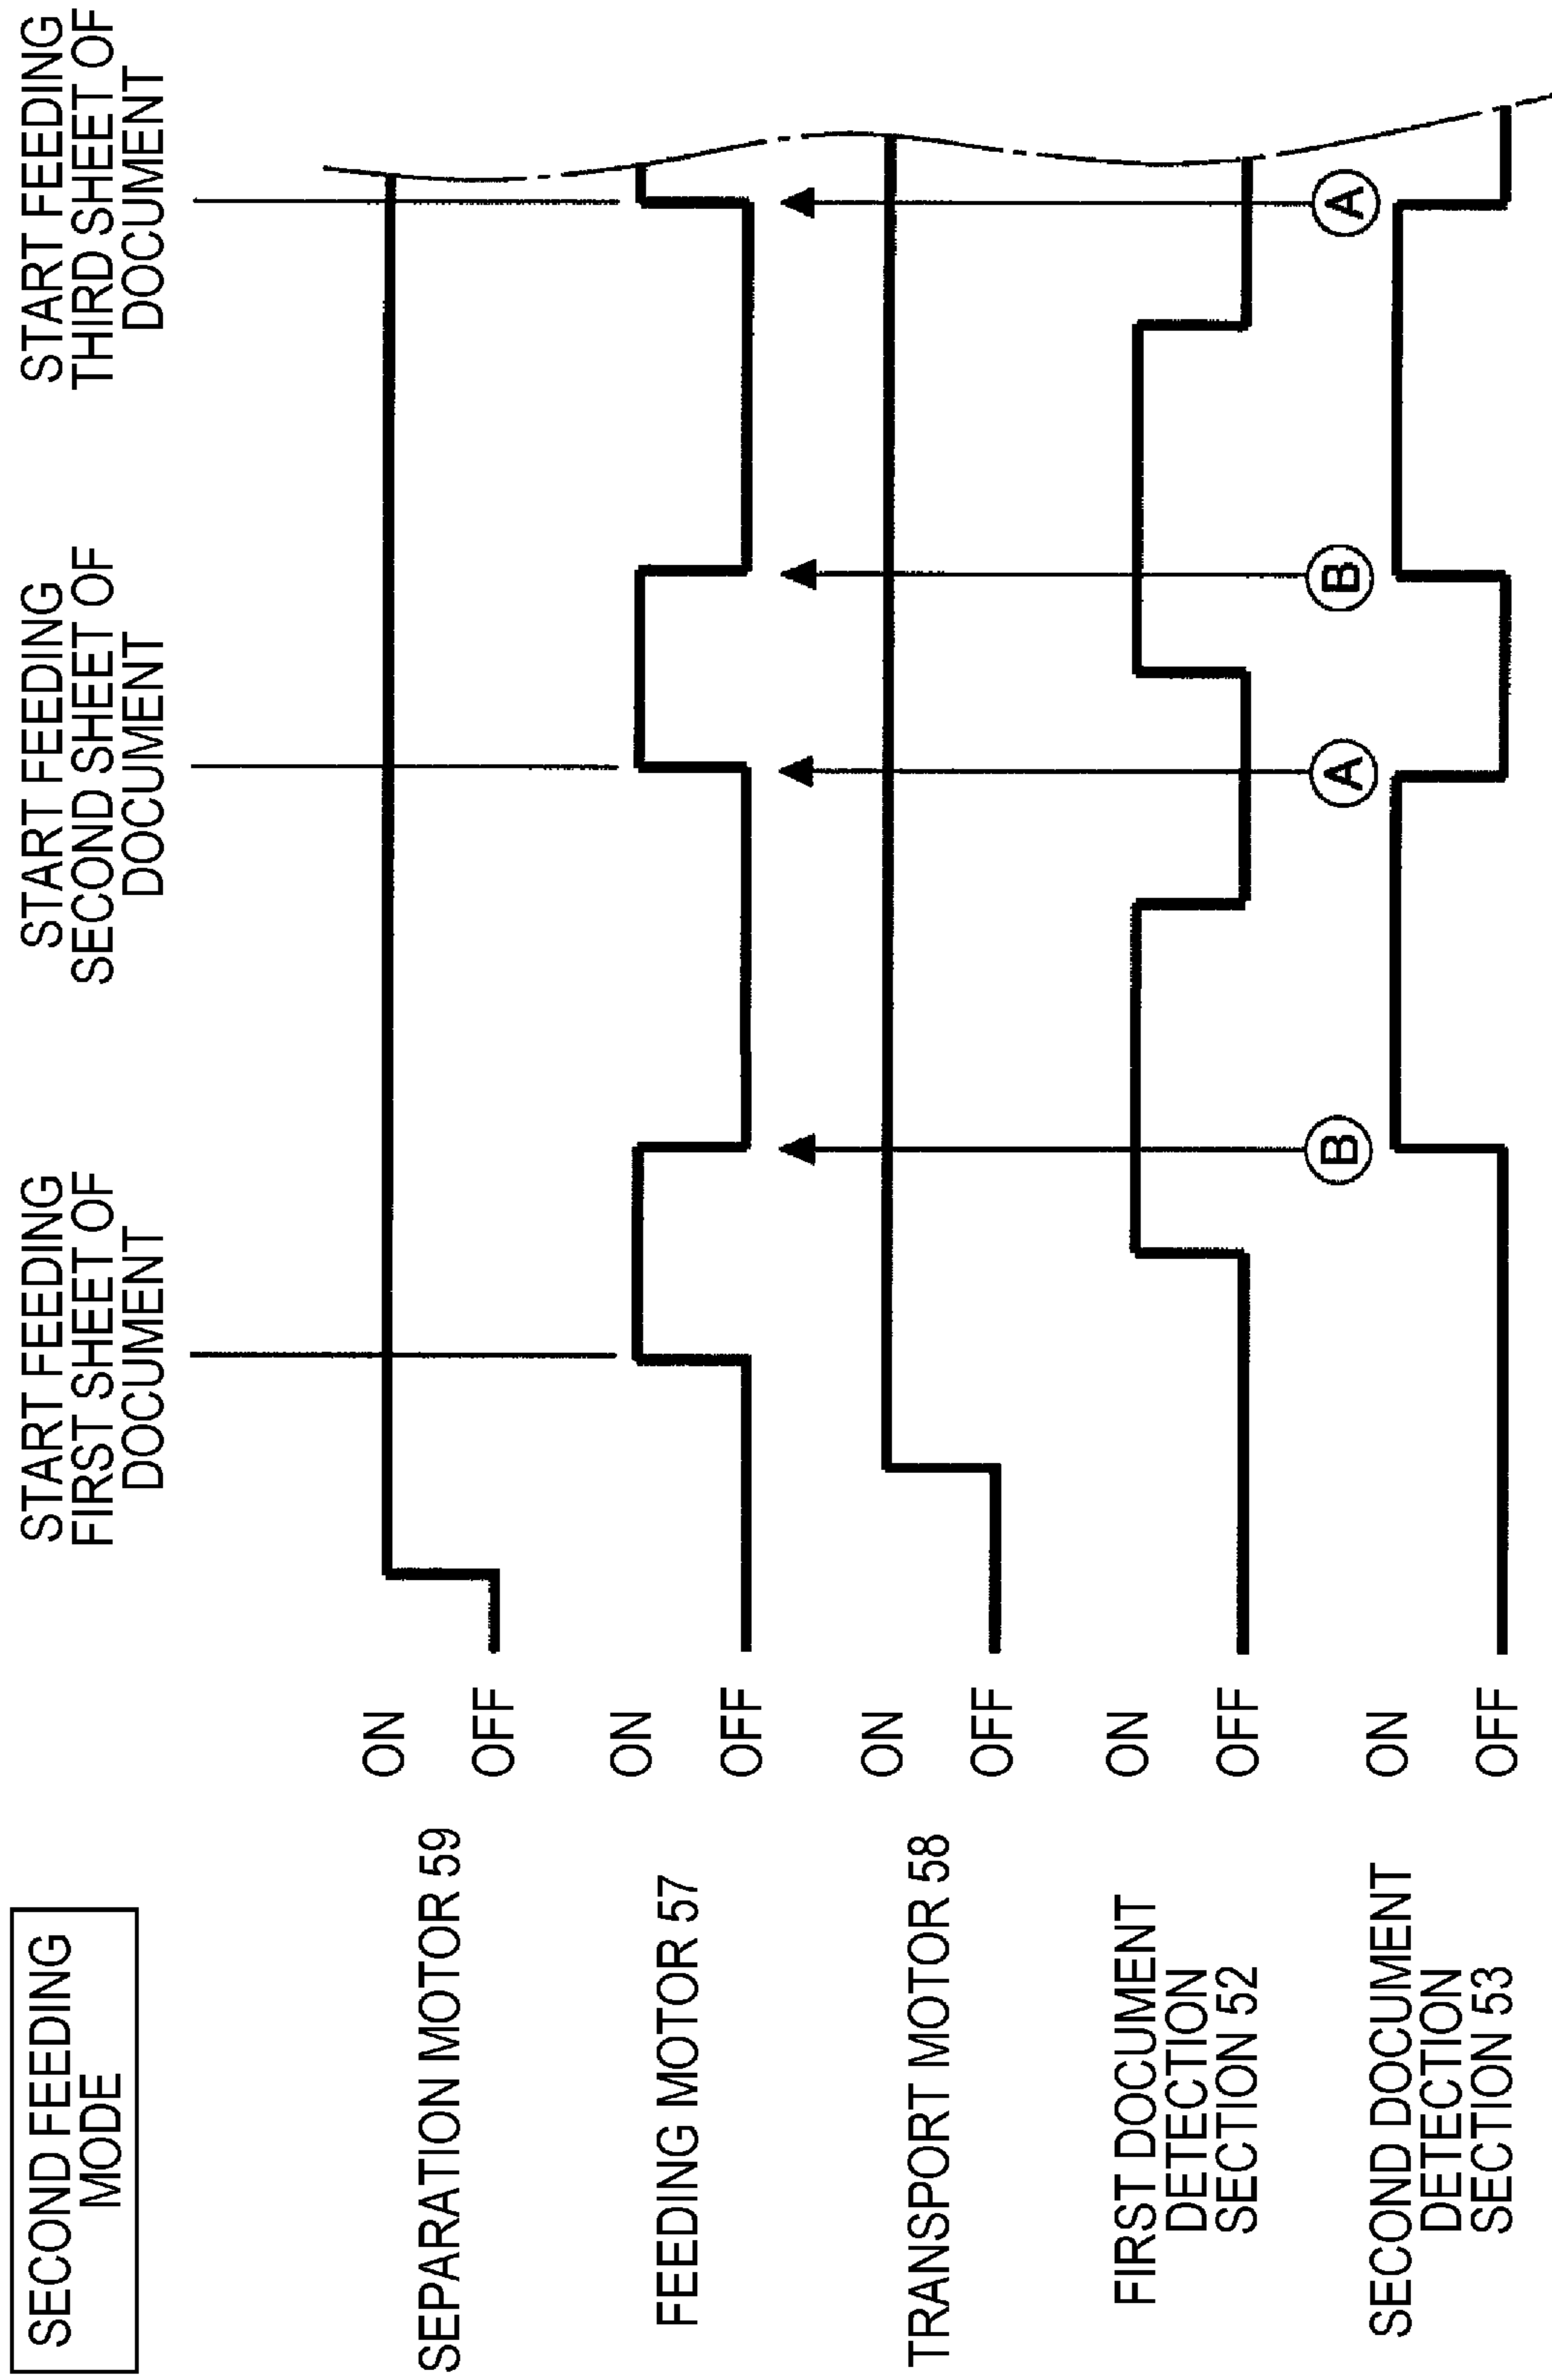 SECOND FEEDING
MODE
START FEEDING
FIRST SHEET OF
DOCUMENT
START FEEDING
SECOND SHEET OF
DOCUMENT
START FEEDING
THIRD SHEET OF
DOCUMENT
SEPARATION MOTOR 59
ON
OFF
FEEDING MOTOR 57
ON
OFF
TRANSPORT MOTOR 58
ON
OFF
FIRST DOCUMENT
DETECTION
SECTION 52
ON
OFF
B
A
B
A
SECOND DOCUMENT
DETECTION
SECTION 53
ON
OFF